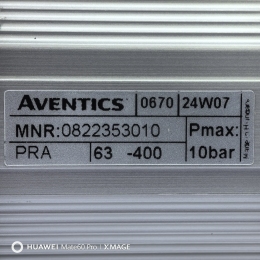 AVENTICS 0670 24W07
MNR:0822353010 Pmax:
PRA 63 -400 10bar
HUAWEI Mate60 Pro | XMAGE